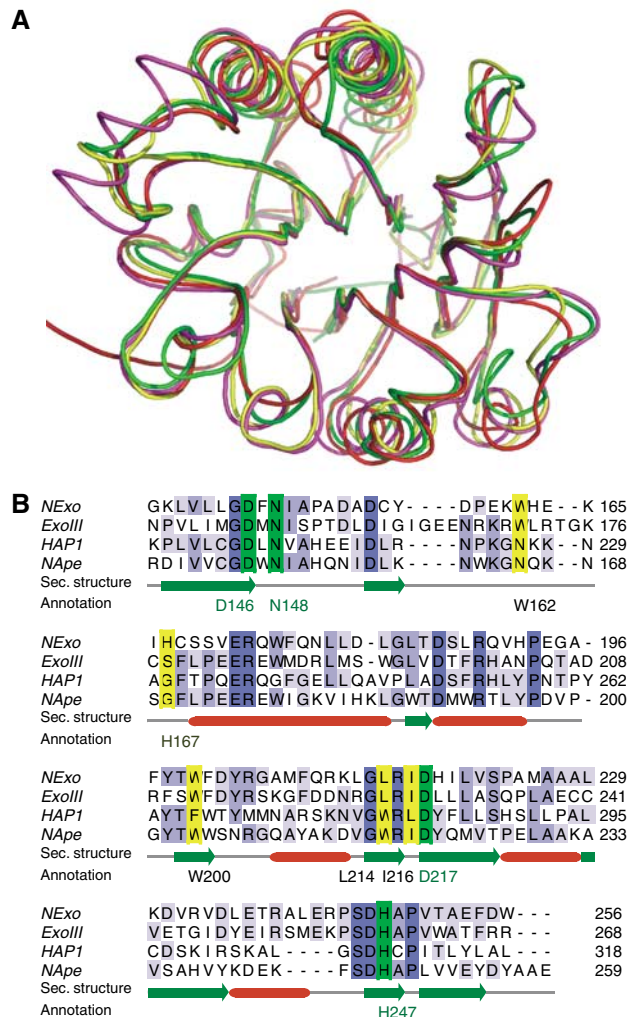 A
B
NExo GKLVLLGDFNIAPADADCY----DPEKWHE--K 165
ExoIII NPVLIMGDMNISPTDLDIGIGEENRKRWLRTGK 176
HAP1 KPLVLCGDLNVAHEEIDLR----NPKGNKK--N 229
NApe RDIVVCGDWNIAHQNIDLK----NWKGNQK--N 168
Sec. structure
Annotation D146 N148 W162
NExo IHCSSVERQWFQNLLD-LGLTDSLRQVHPEGA- 196
ExoIII CSFLPEEREWMDRLMS-WGLVDTFRHANPQTAD 208
HAP1 AGFTPQERQGFGELLQAVPLADSFRHLYPNTPY 262
NApe SGFLPEEREWIGKVIHKLGWTDMWRTLYPDVP- 200
Sec. structure
Annotation H167
NExo FYTWFDYRGAMFQRKLGLRIDHILVSPAMAAAL 229
ExoIII RFSWFDYRSKGFDDNRGLRIDLLLASQPLAECC 241
HAP1 AYTFWTYMMNARSKNVGWRLDYFLLSHSLLPAL 295
NApe GYTWWSNRGQAYAKDVGWRIDYQMVTPELAAKA 233
Sec. structure
Annotation W200 L214 I216 D217
NExo KDVRVDLETRALERPSDHAPVTAEFDW--- 256
ExoIII VETGIDYEIRSMEKPSDHAPVWATFRR--- 268
HAP1 CDSKIRSKAL----GSDHCPITLYLAL--- 318
NApe VSAHVYKDEK----FSDHAPLVVEYDYAAE 259
Sec. structure
Annotation H247